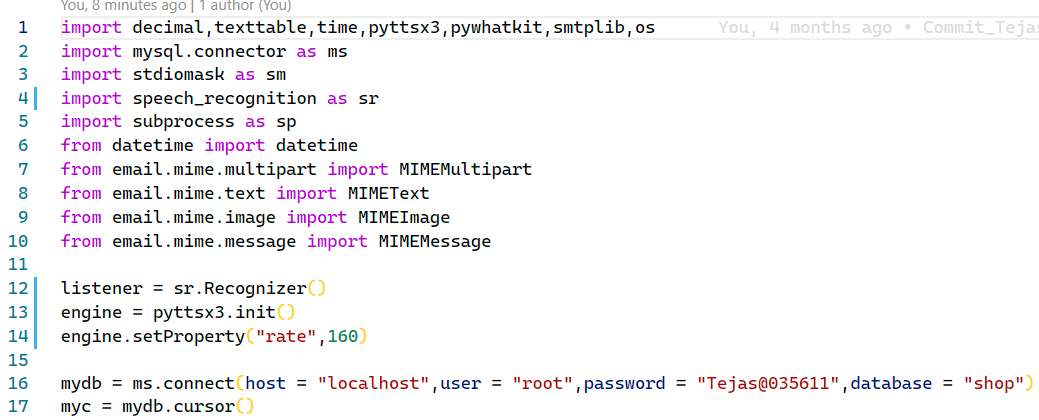 You, 8 minutes ago | 1 author (You)
1 import decimal,texttable,time,pyttsx3,pywhatkit,smtplib,os You, 4 months ago • Commit_Teja
2 import mysql.connector as ms
3 import stdiomask as sm
4 import speech_recognition as sr
5 import subprocess as sp
6 from datetime import datetime
7 from email.mime.multipart import MIMEMultipart
8 from email.mime.text import MIMEText
9 from email.mime.image import MIMEImage
10 from email.mime.message import MIMEMessage
11
12 listener = sr.Recognizer()
13 engine = pyttsx3.init()
14 engine.setProperty("rate",160)
15
16 mydb = ms.connect(host = "localhost",user = "root",password = "Tejas@035611",database = "shop")
17 myc = mydb.cursor()